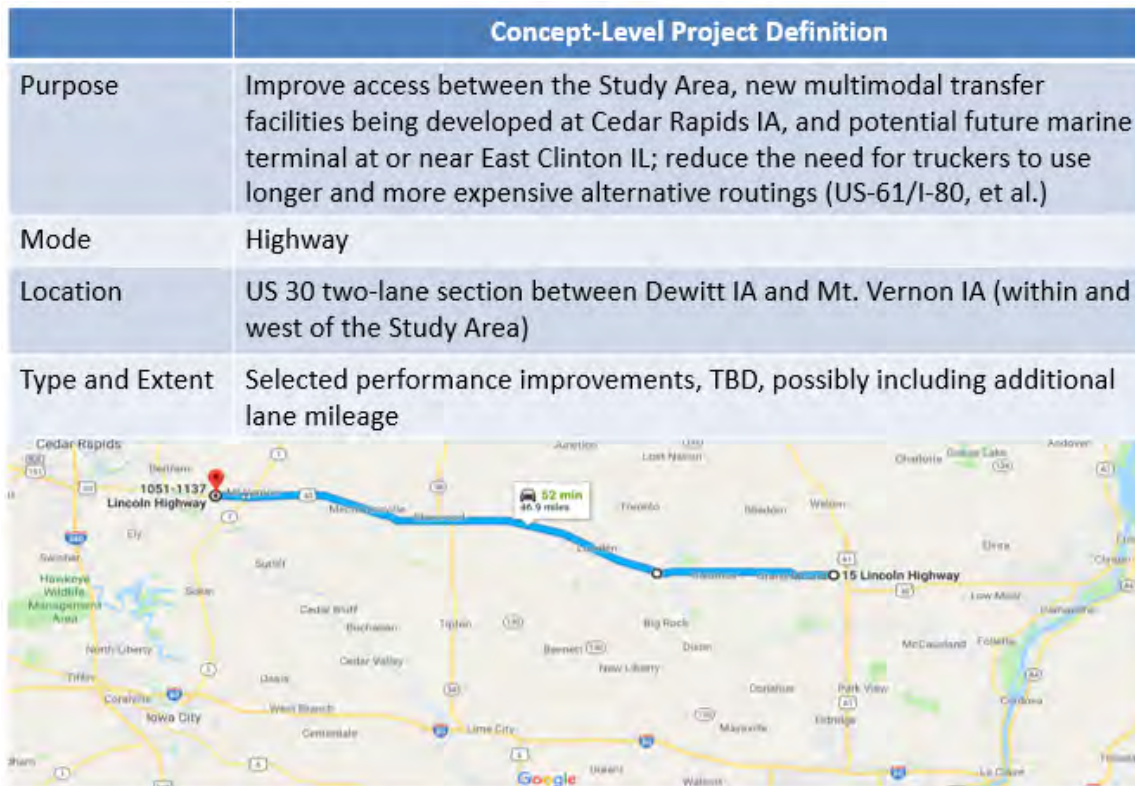 Concept-Level Project Definition
Purpose
Improve access between the Study Area, new multimodal transfer
facilities being developed at Cedar Rapids IA, and potential future marine
terminal at or near East Clinton IL; reduce the need for truckers to use
longer and more expensive alternative routings (US-61/I-80, et al.)
Mode
Highway
Location
US 30 two-lane section between Dewitt IA and Mt. Vernon IA (within and
west of the Study Area)
Type and Extent
Selected performance improvements, TBD, possibly including additional
lane mileage
Cedar Rapids
Lost Nation
Charlotte
Goose Lake
Andover
1051-1137
Lincoln Highway
Mechanicsville
52 min
46.9 miles
Toronto
Welton
Ely
Elvira
15 Lincoln Highway
Swisher
Hawkeye
Wildlife
Management
Area
Solon
Low Moor
Cedar Bluff
Buchanan
Tipton
Big Rock
North Liberty
Cedar Valley
Bennett
Dixon
McCausland
Follets
New Liberty
Tiffin
Oasis
Donahue
Park View
Cordova
Coralville
West Branch
Iowa City
Centerdale
Lime City
Maysville
Eldridge
Google
Durant
Walcott
Le Claire